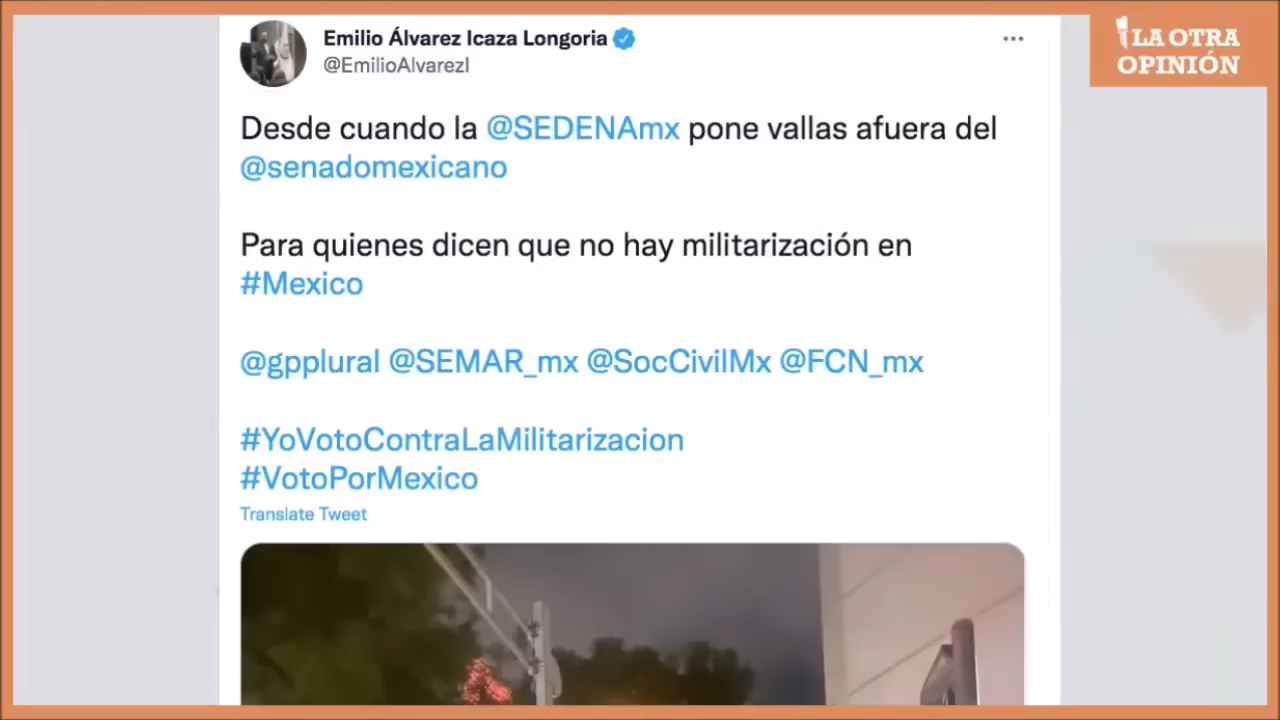 Emilio Álvarez Icaza Longoria
@EmilioAlvarezI
LA OTRA
OPINIÓN
Desde cuando la @SEDENAmx pone vallas afuera del
@senadomexicano
Para quienes dicen que no hay militarización en
#Mexico
@gpplural @SEMAR_mx @SocCivilMx @FCN_mx
#YoVotoContraLaMilitarizacion
#VotoPorMexico
Translate Tweet